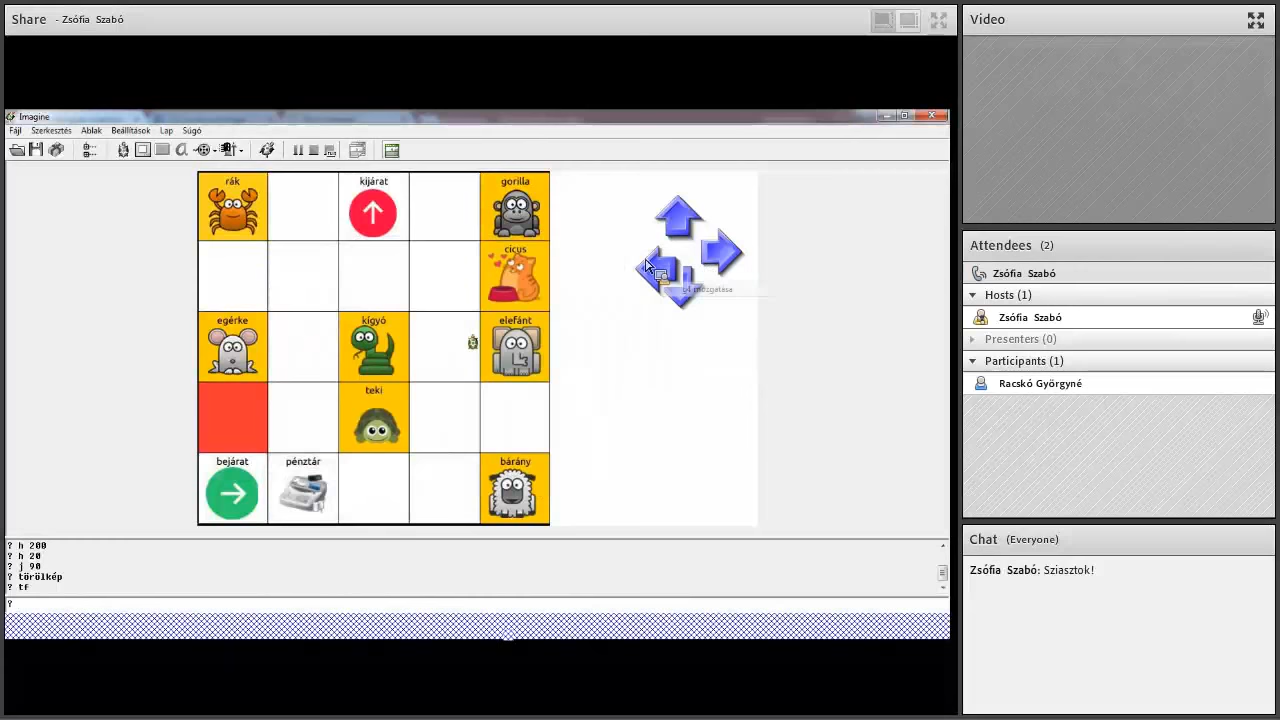 Share - Zsófia Szabó
Imagine
Fájl Szerkesztés Ablak Beállítások Lap Súgó
rák
kijárat
gorilla
cicus
egérke
kígyó
elefánt
teki
bejárat
pénztár
bárány
mozgatása
? h 200
? h 20
? j 90
? törülkép
? tf
?
Video
Attendees (2)
Zsófia Szabó
Hosts (1)
Zsófia Szabó
Presenters (0)
Participants (1)
Racskó Györgyné
Chat (Everyone)
Zsófia Szabó: Sziasztok!